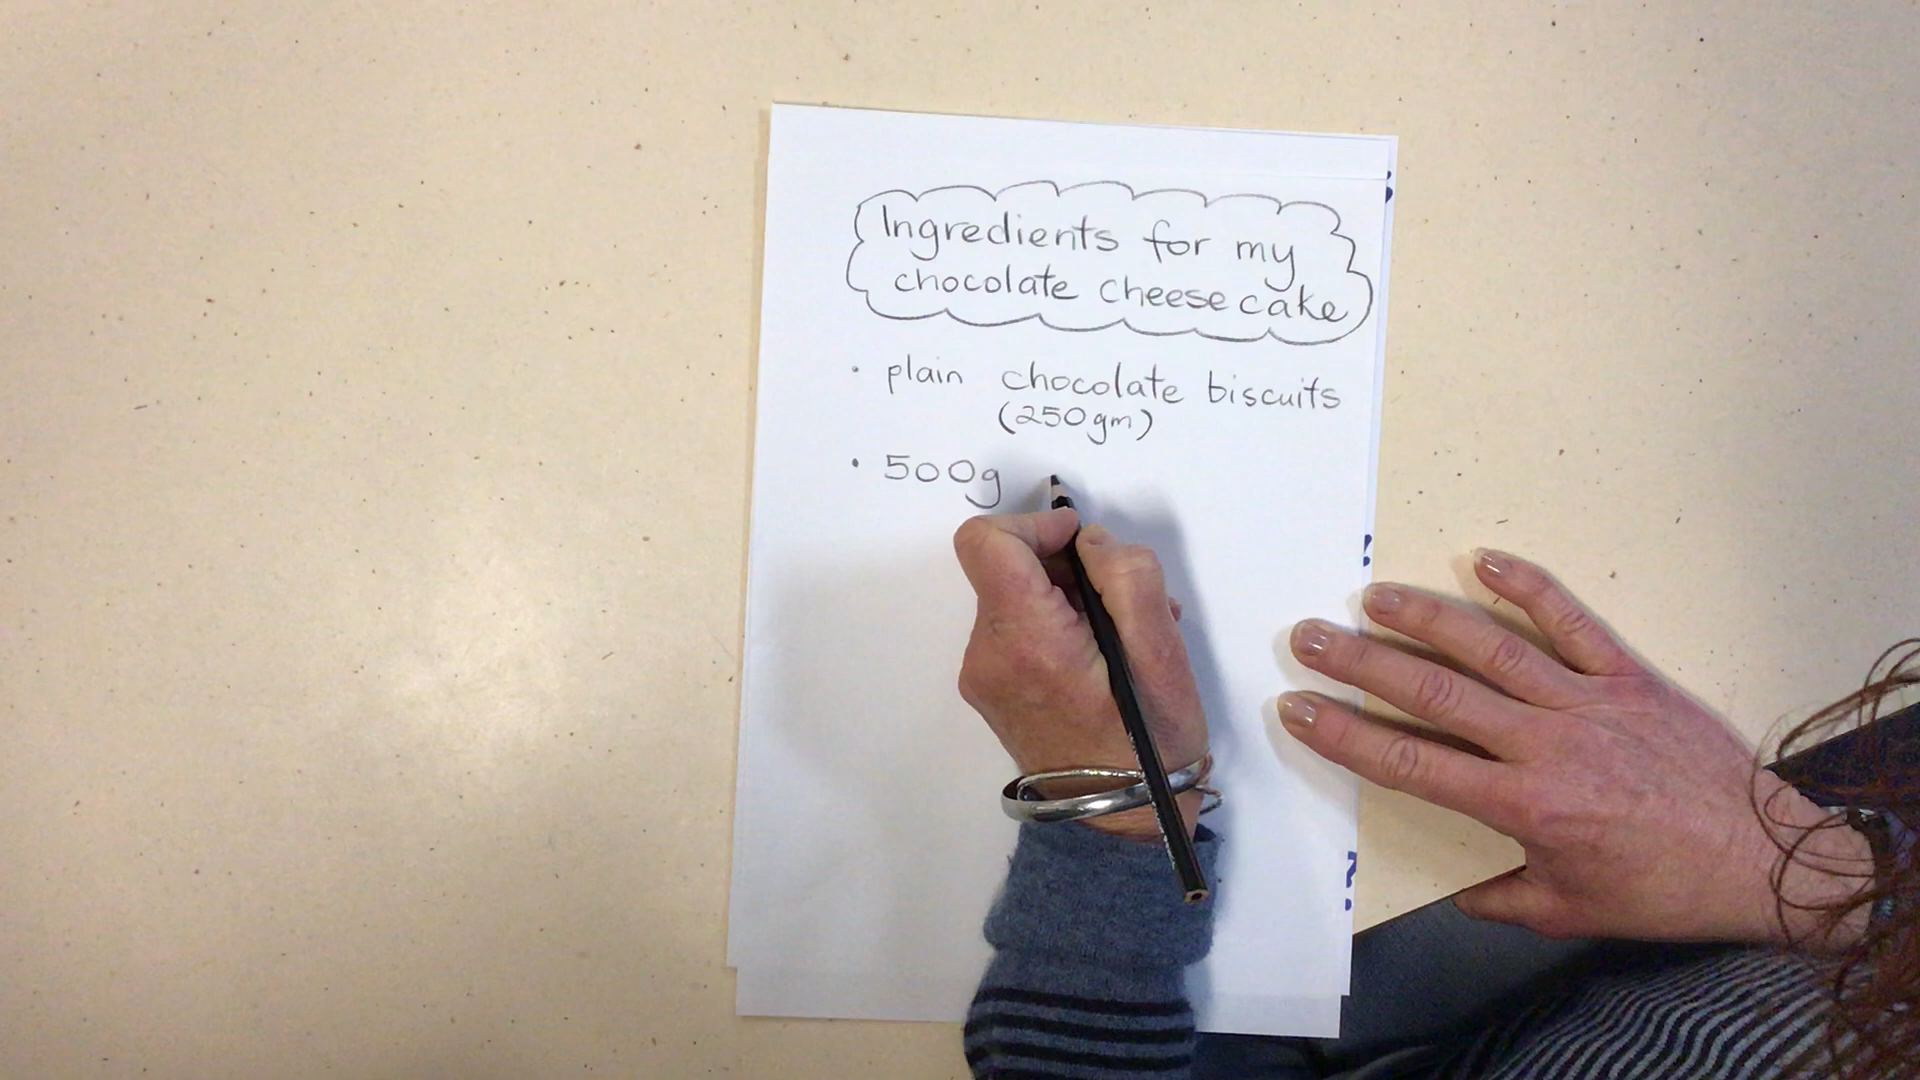 Ingredients for my
chocolate cheese cake
• plain chocolate biscuits
(250gm)
• 500g